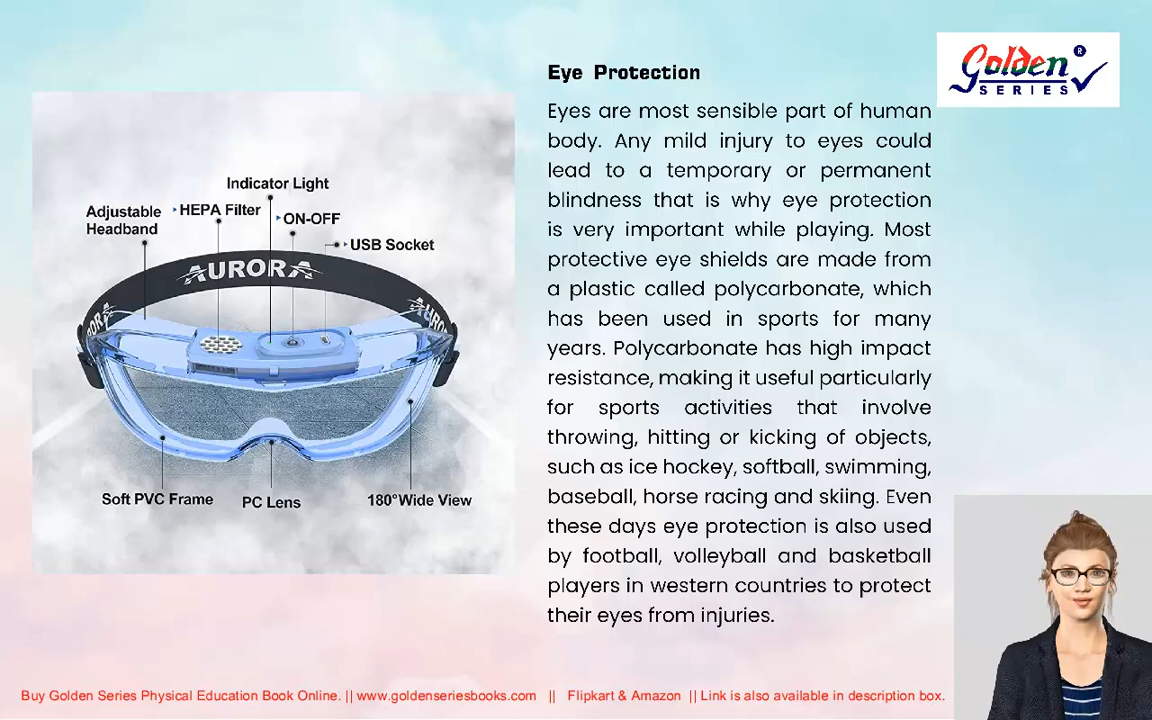 Golden ®
SERIES
Eye Protection
Eyes are most sensible part of human
body. Any mild injury to eyes could
lead to a temporary or permanent
blindness that is why eye protection
is very important while playing. Most
protective eye shields are made from
a plastic called polycarbonate, which
has been used in sports for many
years. Polycarbonate has high impact
resistance, making it useful particularly
for sports activities that involve
throwing, hitting or kicking of objects,
such as ice hockey, softball, swimming,
baseball, horse racing and skiing. Even
these days eye protection is also used
by football, volleyball and basketball
players in western countries to protect
their eyes from injuries.
Indicator Light
Adjustable
Headband
HEPA Filter
ON-OFF
USB Socket
AURORA
Soft PVC Frame
PC Lens
180°Wide View
Buy Golden Series Physical Education Book Online. || www.goldenseriesbooks.com || Flipkart & Amazon || Link is also available in description box.